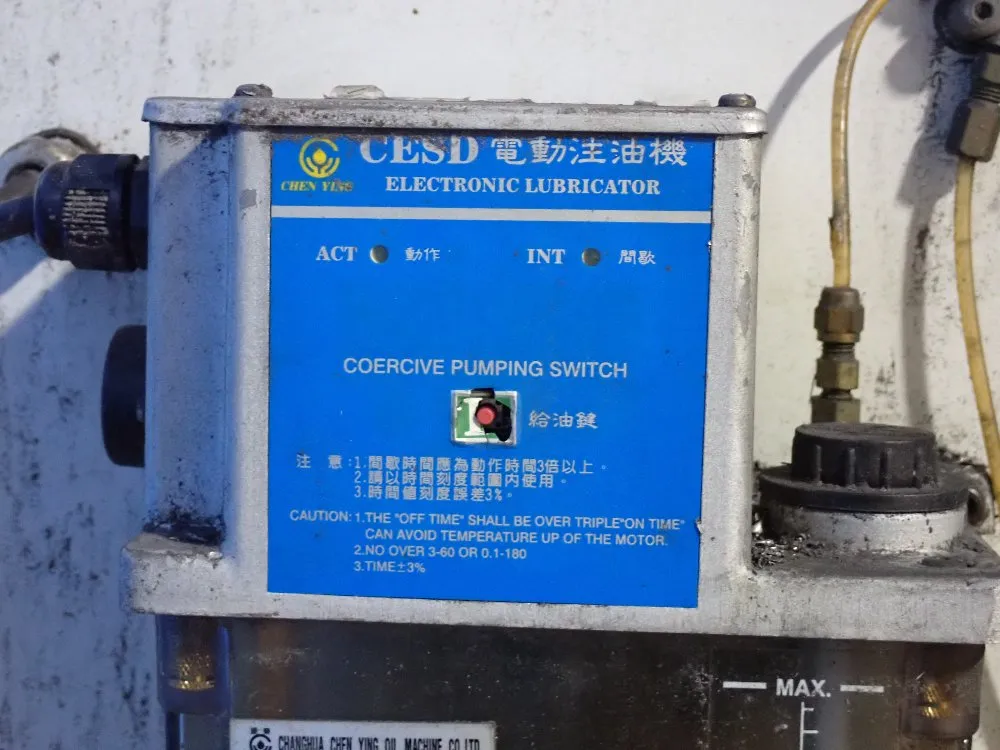 CESD 電動注油機
CHEN YING
ELECTRONIC LUBRICATOR
ACT 動作 INT 間歇
COERCIVE PUMPING SWITCH
給油鍵
注 意:1.間歇時間應為動作時間3倍以上。
2.請以時間刻度範圍內使用。
3.時間值刻度誤差3%。
CAUTION: 1.THE "OFF TIME" SHALL BE OVER TRIPLE"ON TIME"
CAN AVOID TEMPERATURE UP OF THE MOTOR.
2.NO OVER 3-60 OR 0.1-180
3.TIME±3%
MAX.
CHANGHUA CHEN YING OIL MACHINE CO.LTD.